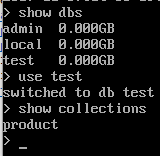 > show dbs
admin  0.000GB
local  0.000GB
test   0.000GB
> use test
switched to db test
> show collections
product
> _